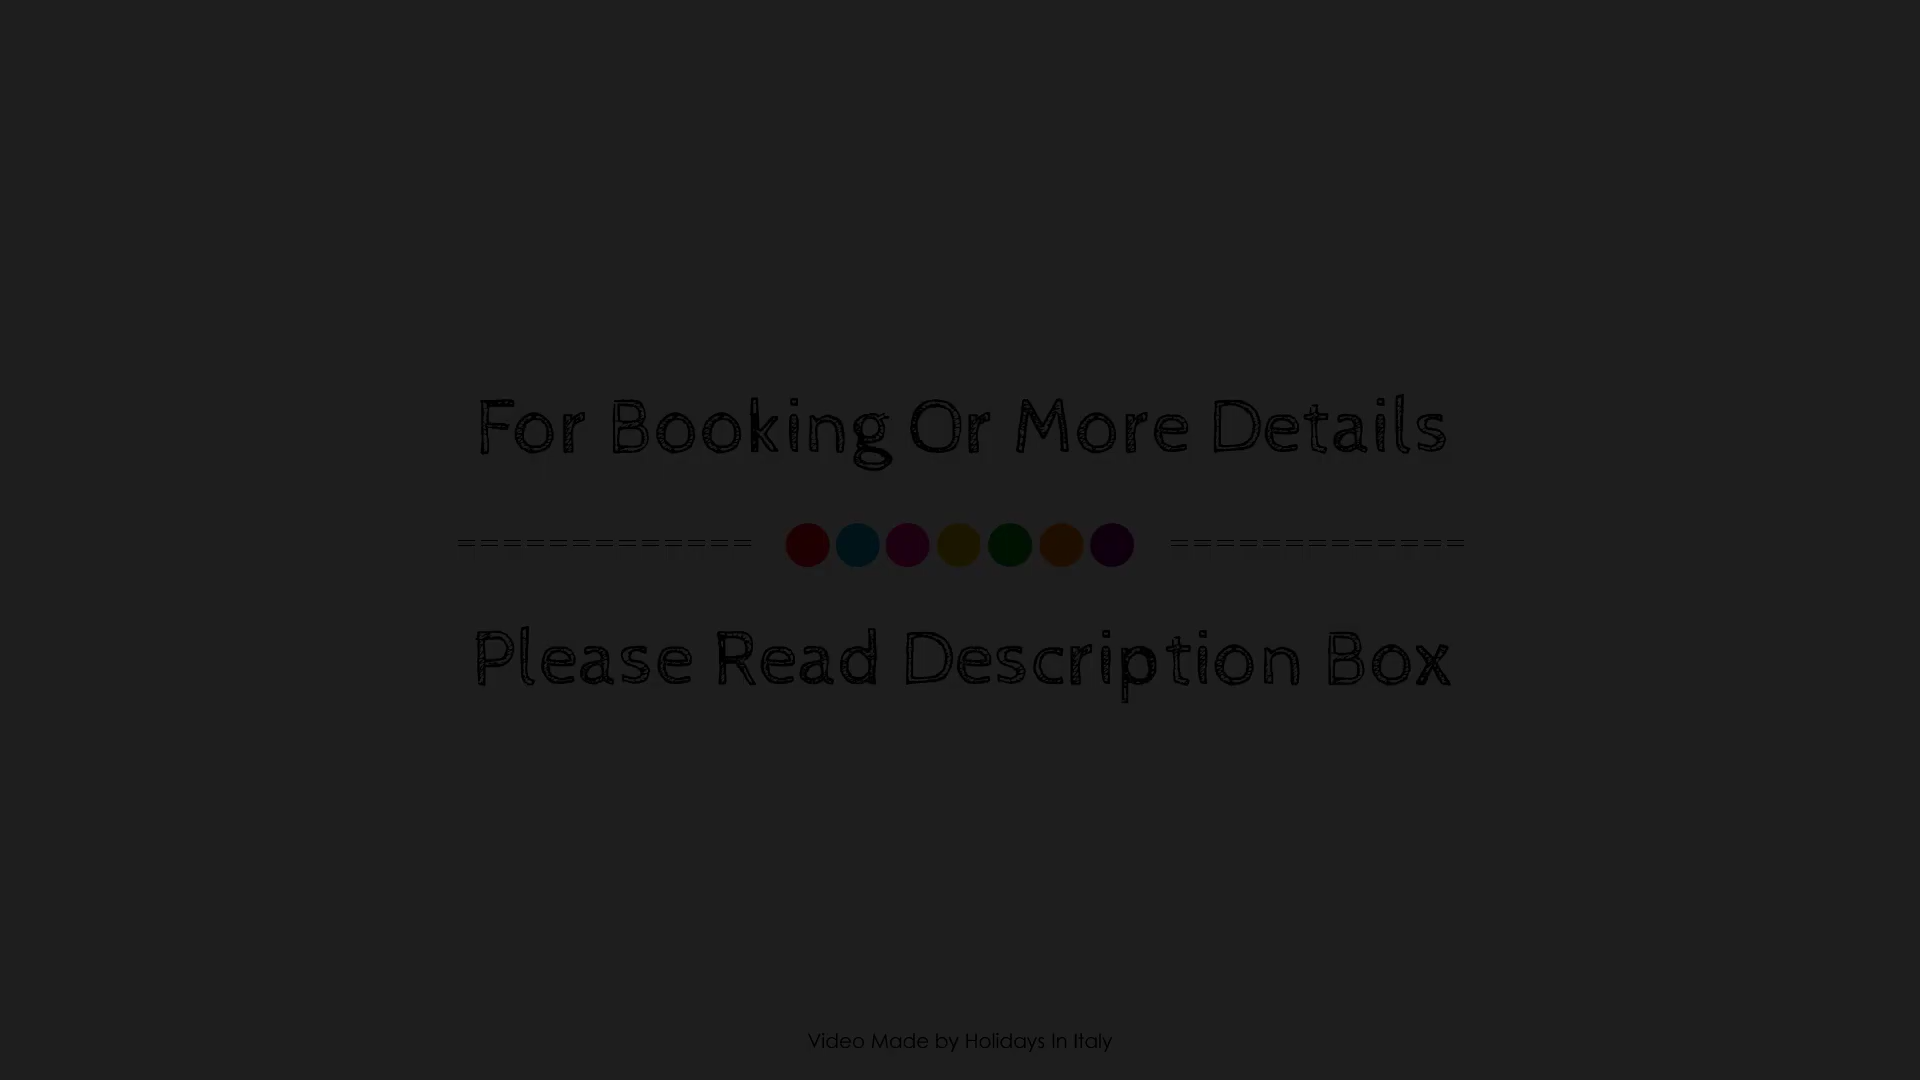 For Booking Or More Details
============= =============
Please Read Description Box
Video Made by Holidays In Italy